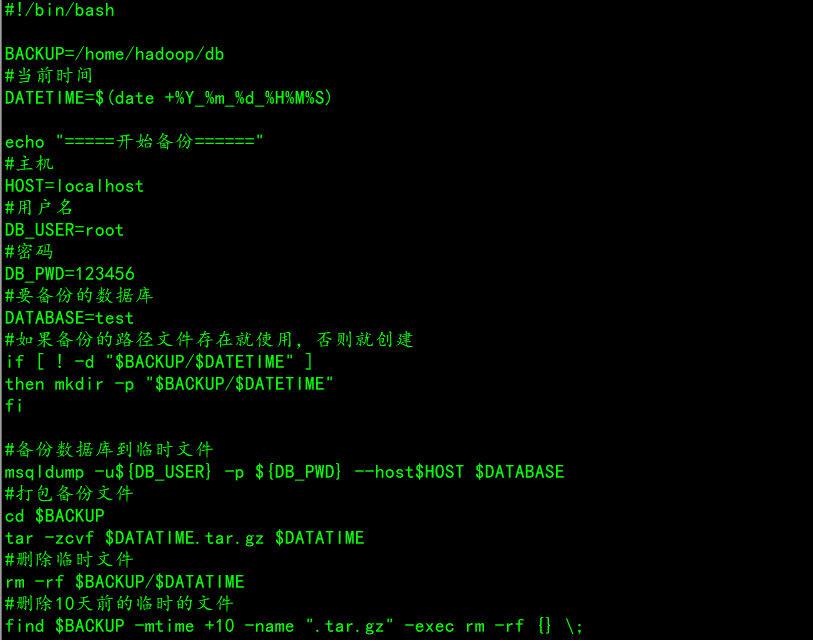 #!/bin/bash
BACKUP=/home/hadoop/db
#当前时间
DATETIME=$(date +%Y_%m_%d_%H%M%S)
echo "=====开始备份======"
#主机
HOST=localhost
#用户名
DB_USER=root
#密码
DB_PWD=123456
#要备份的数据库
DATABASE=test
#如果备份的路径文件存在就使用，否则就创建
if [ ! -d "$BACKUP/$DATETIME" ]
then mkdir -p "$BACKUP/$DATETIME"
fi
#备份数据库到临时文件
msqldump -u${DB_USER} -p ${DB_PWD} --host$HOST $DATABASE
#打包备份文件
cd $BACKUP
tar -zcvf $DATATIME.tar.gz $DATATIME
#删除临时文件
rm -rf $BACKUP/$DATATIME
#删除10天前的临时的文件
find $BACKUP -mtime +10 -name ".tar.gz" -exec rm -rf {} \;